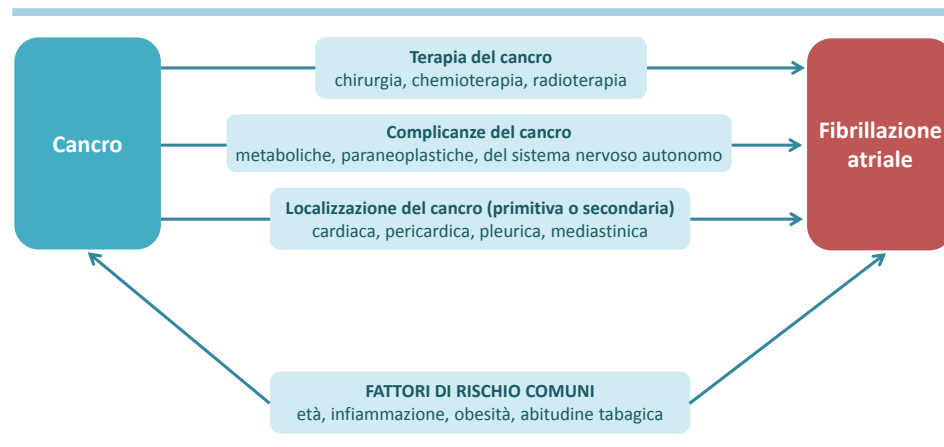 Terapia del cancro
chirurgia, chemioterapia, radioterapia
Cancro
Complicanze del cancro
metaboliche, paraneoplastiche, del sistema nervoso autonomo
Fibrillazione
atriale
Localizzazione del cancro (primitiva o secondaria)
cardiaca, pericardica, pleurica, mediastinica
FATTORI DI RISCHIO COMUNI
età, infiammazione, obesità, abitudine tabagica